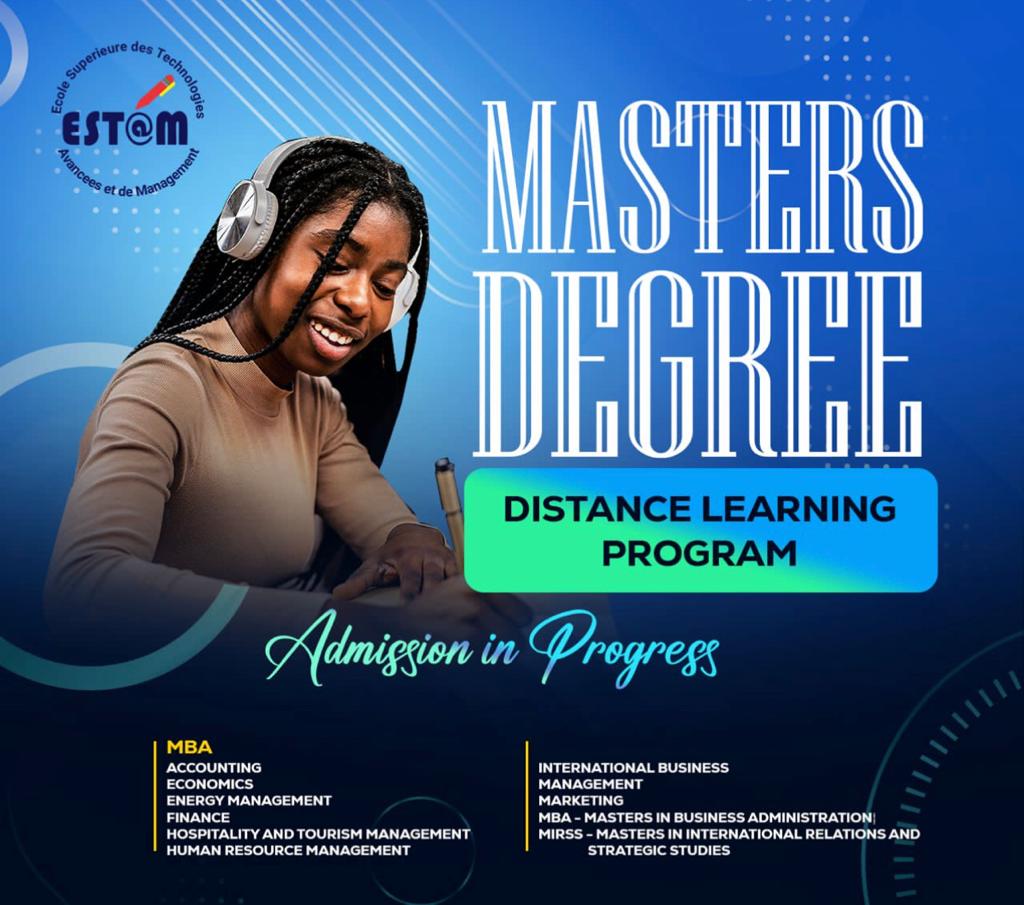 Ecole Superieure des Technologies
EST@M
Avancees et de Management
MASTERS
DEGREE
DISTANCE LEARNING
PROGRAM
Admission in Progress
MBA
ACCOUNTING
ECONOMICS
ENERGY MANAGEMENT
FINANCE
HOSPITALITY AND TOURISM MANAGEMENT
HUMAN RESOURCE MANAGEMENT
INTERNATIONAL BUSINESS
MANAGEMENT
MARKETING
MBA - MASTERS IN BUSINESS ADMINISTRATION
MIRSS - MASTERS IN INTERNATIONAL RELATIONS AND
STRATEGIC STUDIES